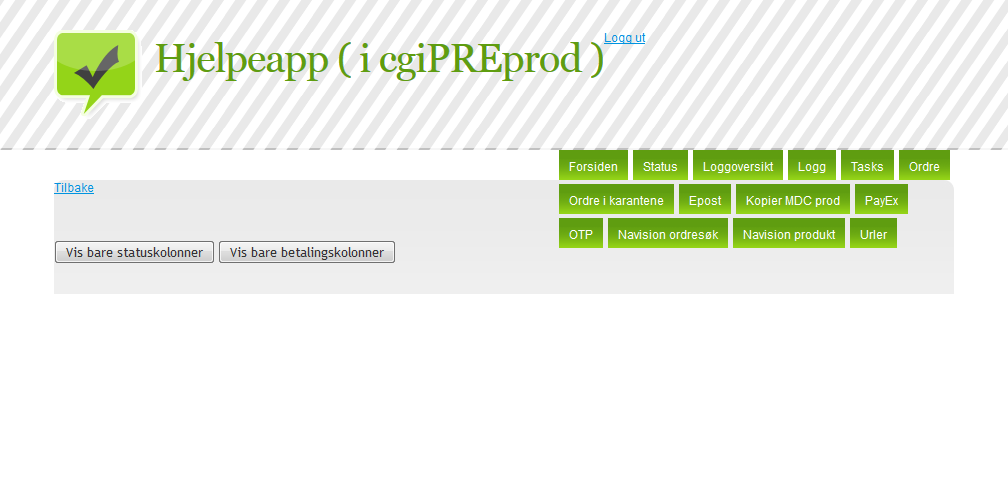 Hjelpeapp ( i cgiPREprod ) Logg ut
Forsiden Status Loggoversikt Logg Tasks Ordre
Tilbake
Ordre i karantene Epost Kopier MDC prod PayEx
OTP Navision ordresøk Navision produkt Urler
Vis bare statuskolonner Vis bare betalingskolonner